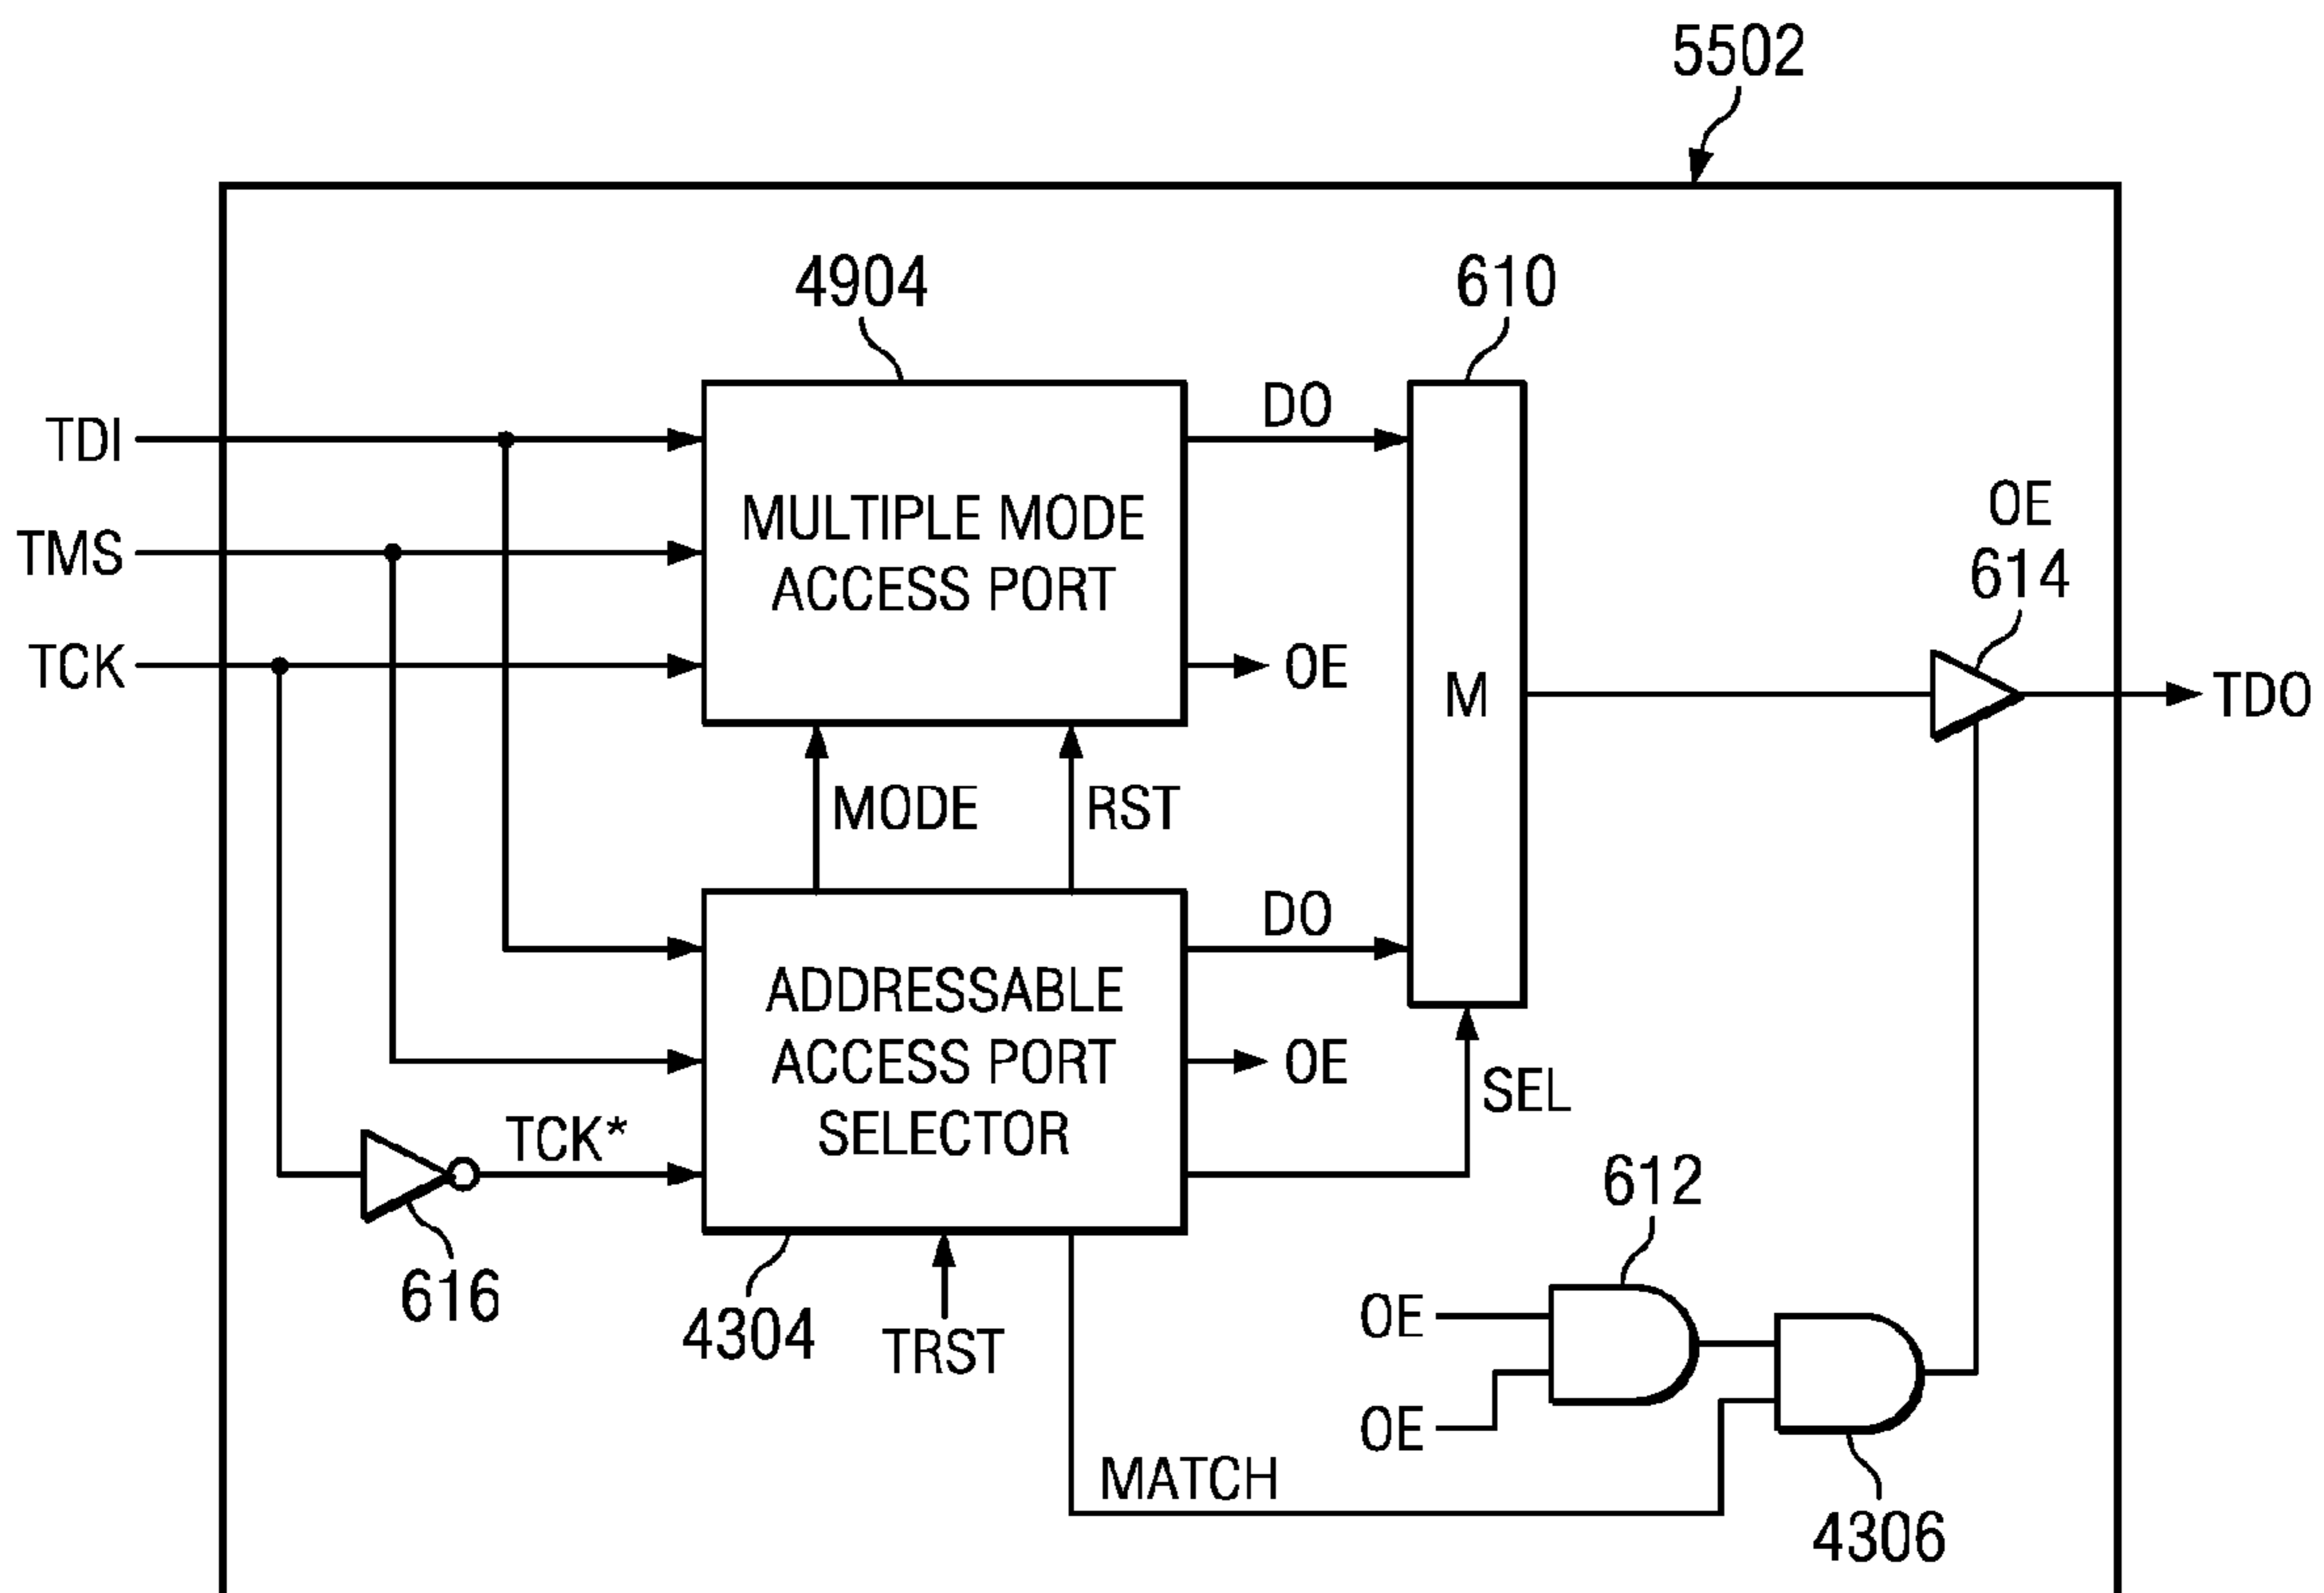 5502
4904
610
TDI
DO
MULTIPLE MODE
ACCESS PORT
OE
614
TMS
TCK
OE
M
TDO
MODE
RST
DO
ADDRESSABLE
ACCESS PORT
SELECTOR
OE
SEL
TCK*
616
4304
TRST
612
OE
OE
MATCH
4306